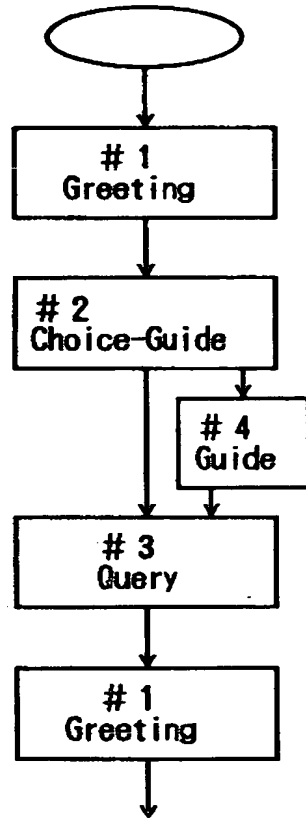 # 1
Greeting
# 2
Choice-Guide
# 4
Guide
# 3
Query
# 1
Greeting